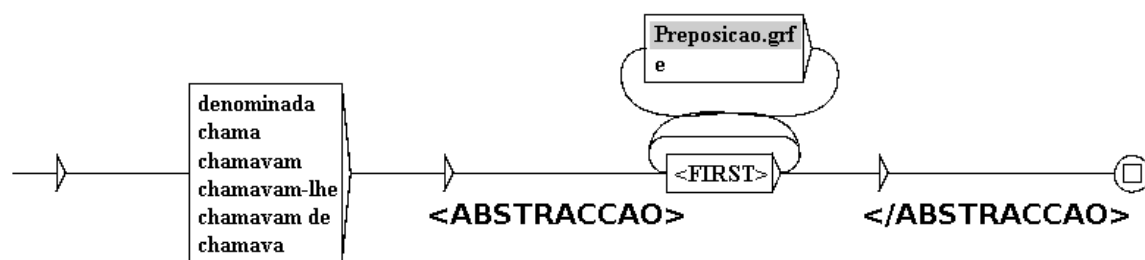 Preposicao.grf
e
denominada
chama
chamavam
chamavam-lhe
chamavam de
chamava
<FIRST>
<ABSTRACCAO>
</ABSTRACCAO>